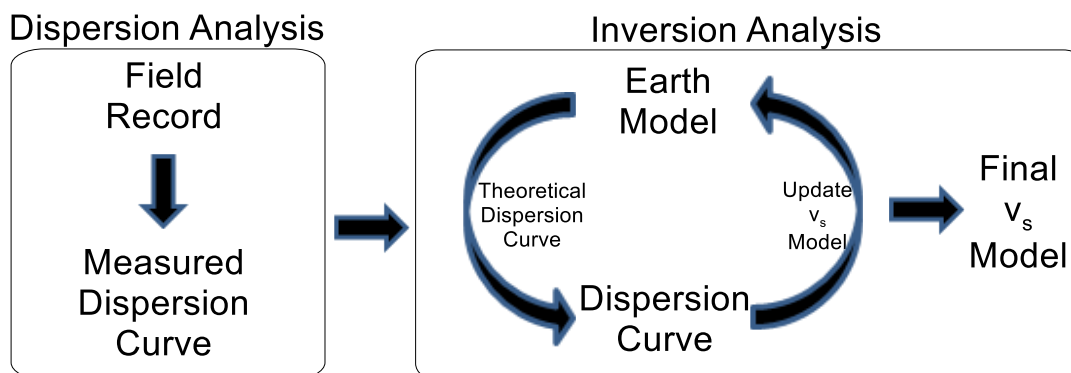 Dispersion Analysis
Field
Record
Measured
Dispersion
Curve
Inversion Analysis
Earth
Model
Theoretical
Dispersion
Curve
Update
vs
Model
Dispersion
Curve
Final
vs
Model